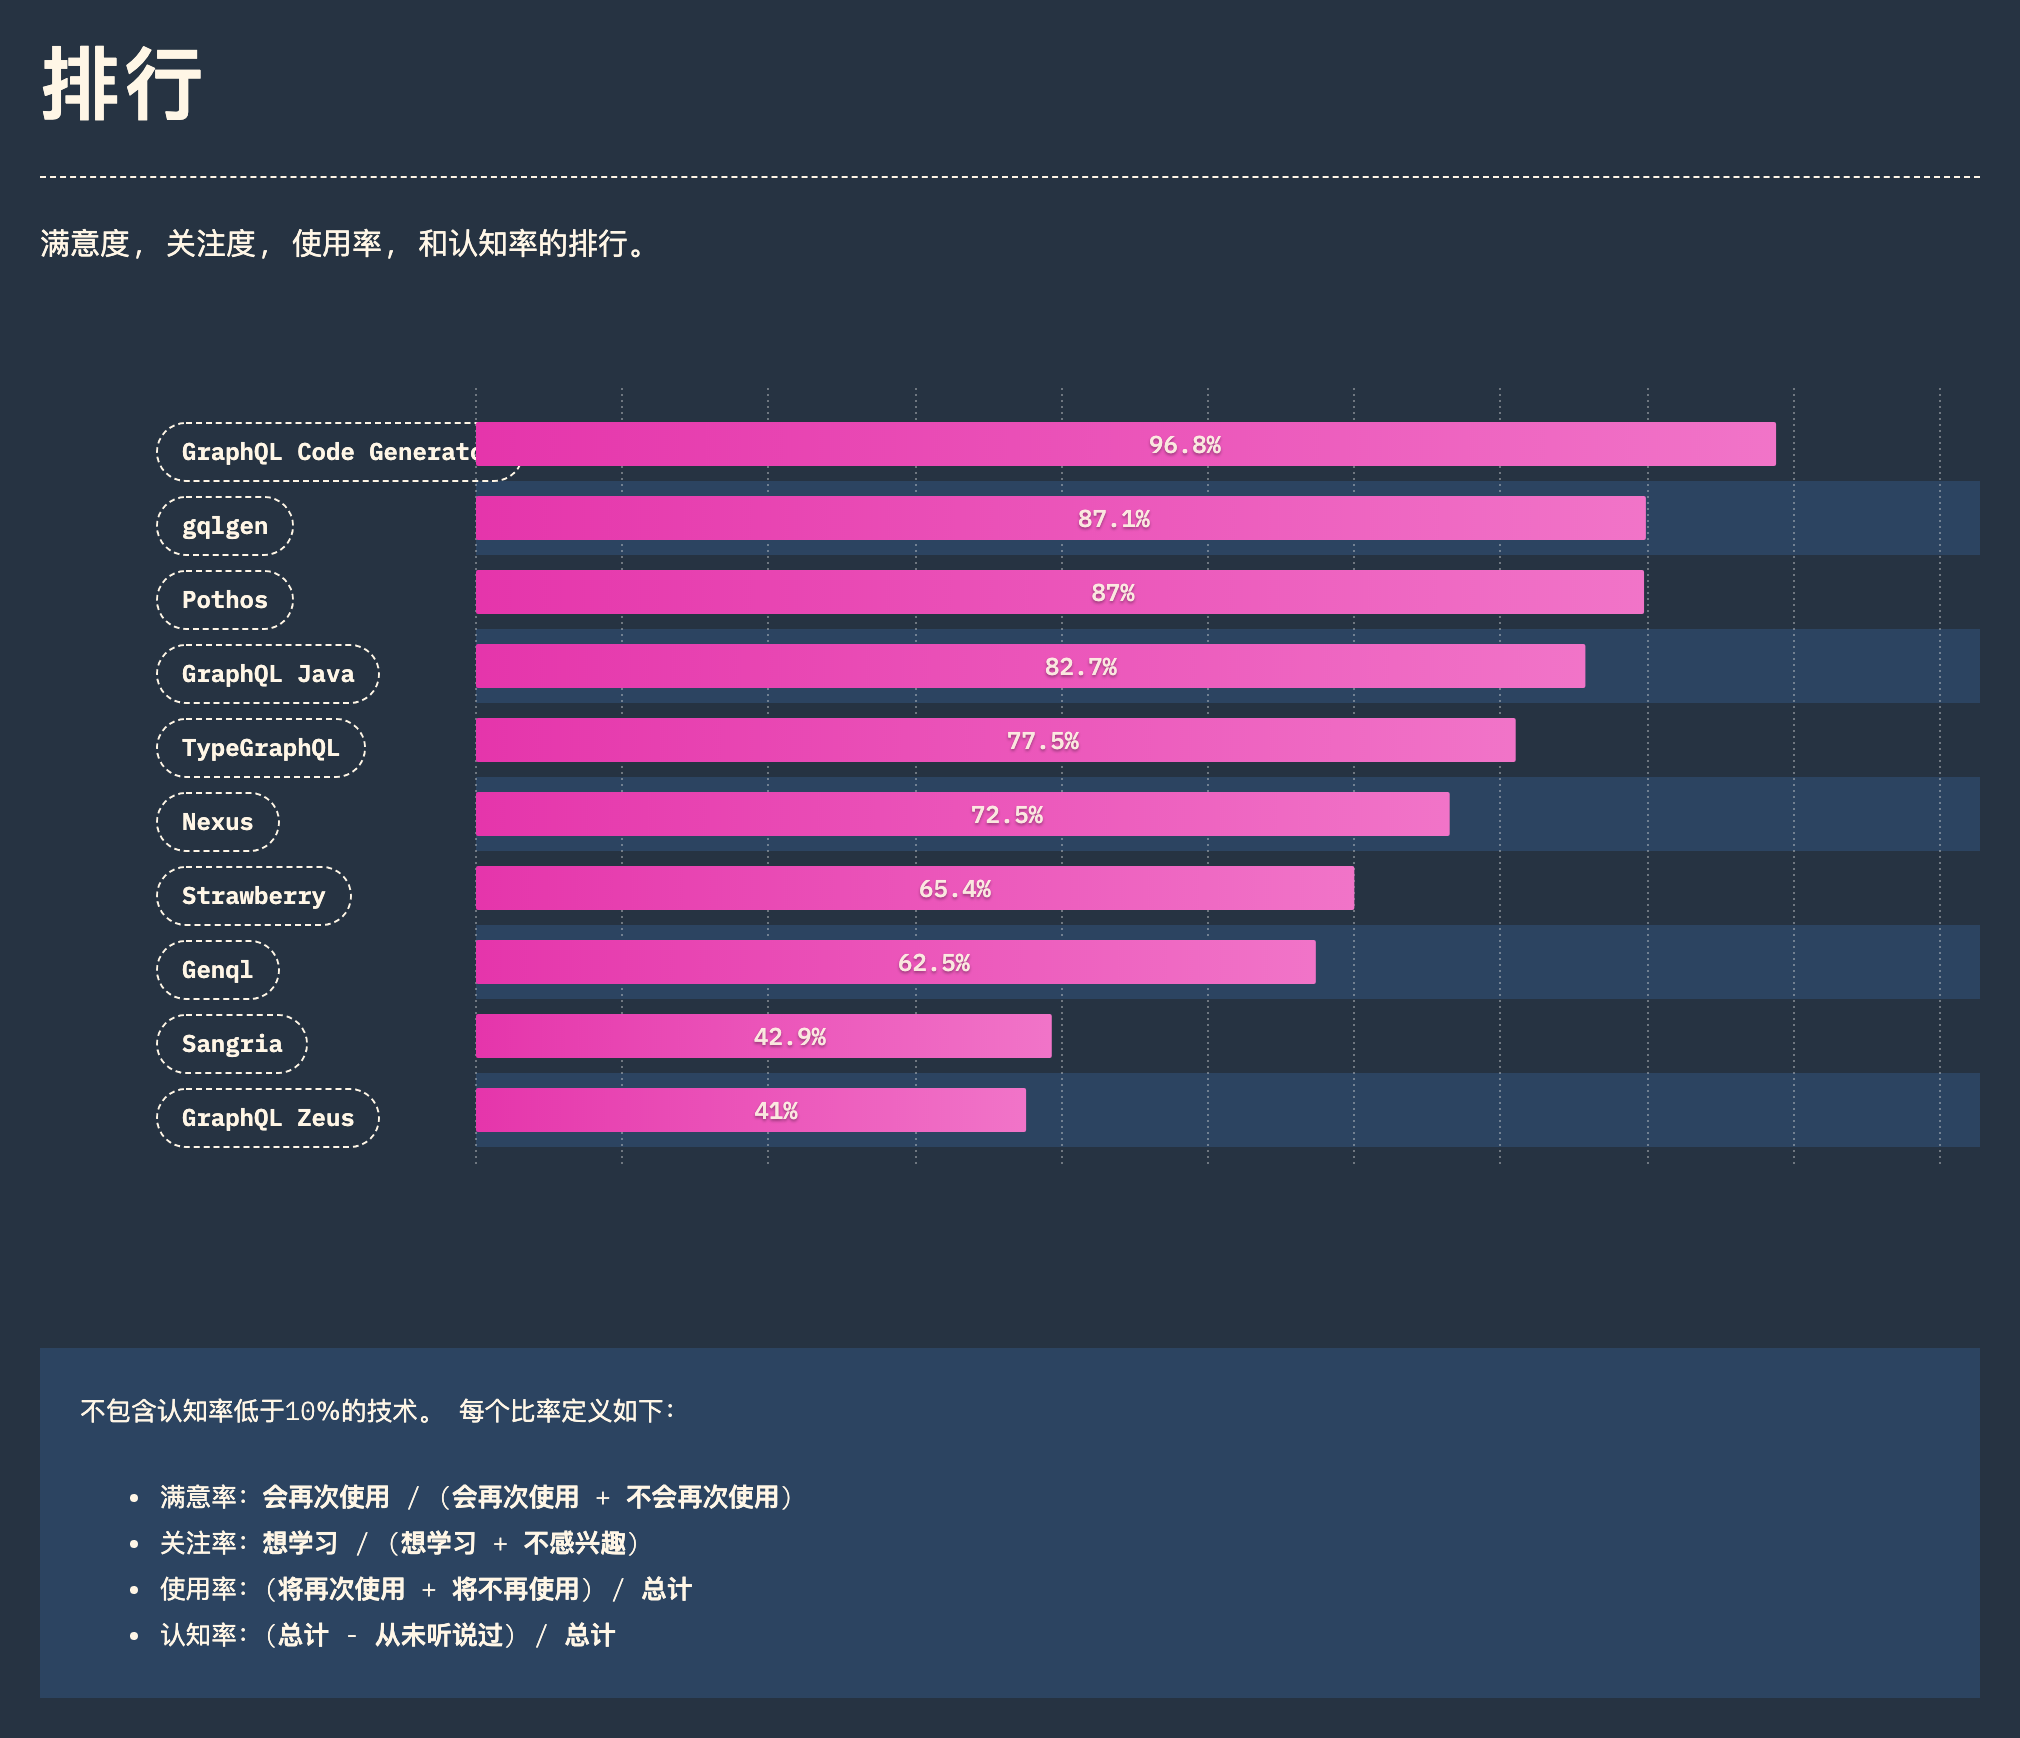 排行
满意度, 关注度, 使用率, 和认知率的排行。
GraphQL Code Generato
96.8%
gqlgen
87.1%
Pothos
87%
GraphQL Java
82.7%
TypeGraphQL
77.5%
Nexus
72.5%
Strawberry
65.4%
Genql
62.5%
Sangria
42.9%
GraphQL Zeus
41%
不包含认知率低于10%的技术。 每个比率定义如下：
• 满意率：会再次使用 / (会再次使用 + 不会再次使用)
• 关注率：想学习 / (想学习 + 不感兴趣)
• 使用率：(将再次使用 + 将不再使用) / 总计
• 认知率：(总计 - 从未听说过) / 总计